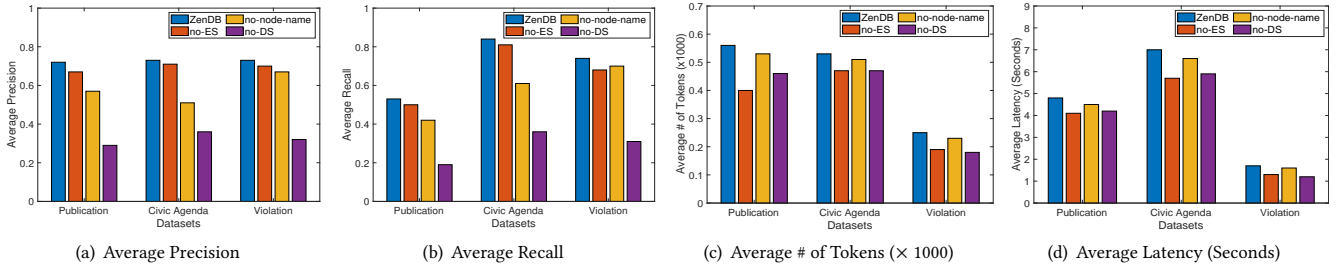 1
0.8
0.6
0.4
0.2
0
Average Precision
ZenDB
no-ES
no-node-name
no-DS
Publication
Civic Agenda
Violation
Datasets
(a) Average Precision
1
0.8
0.6
0.4
0.2
0
Average Recall
ZenDB
no-ES
no-node-name
no-DS
Publication
Civic Agenda
Violation
Datasets
(b) Average Recall
0.7
0.6
0.5
0.4
0.3
0.2
0.1
0
Average # of Tokens (x1000)
ZenDB
no-ES
no-node-name
no-DS
Publication
Civic Agenda
Violation
Datasets
(c) Average # of Tokens (× 1000)
9
8
7
6
5
4
3
2
1
0
Average Latency (Seconds)
ZenDB
no-ES
no-node-name
no-DS
Publication
Civic Agenda
Violation
Datasets
(d) Average Latency (Seconds)